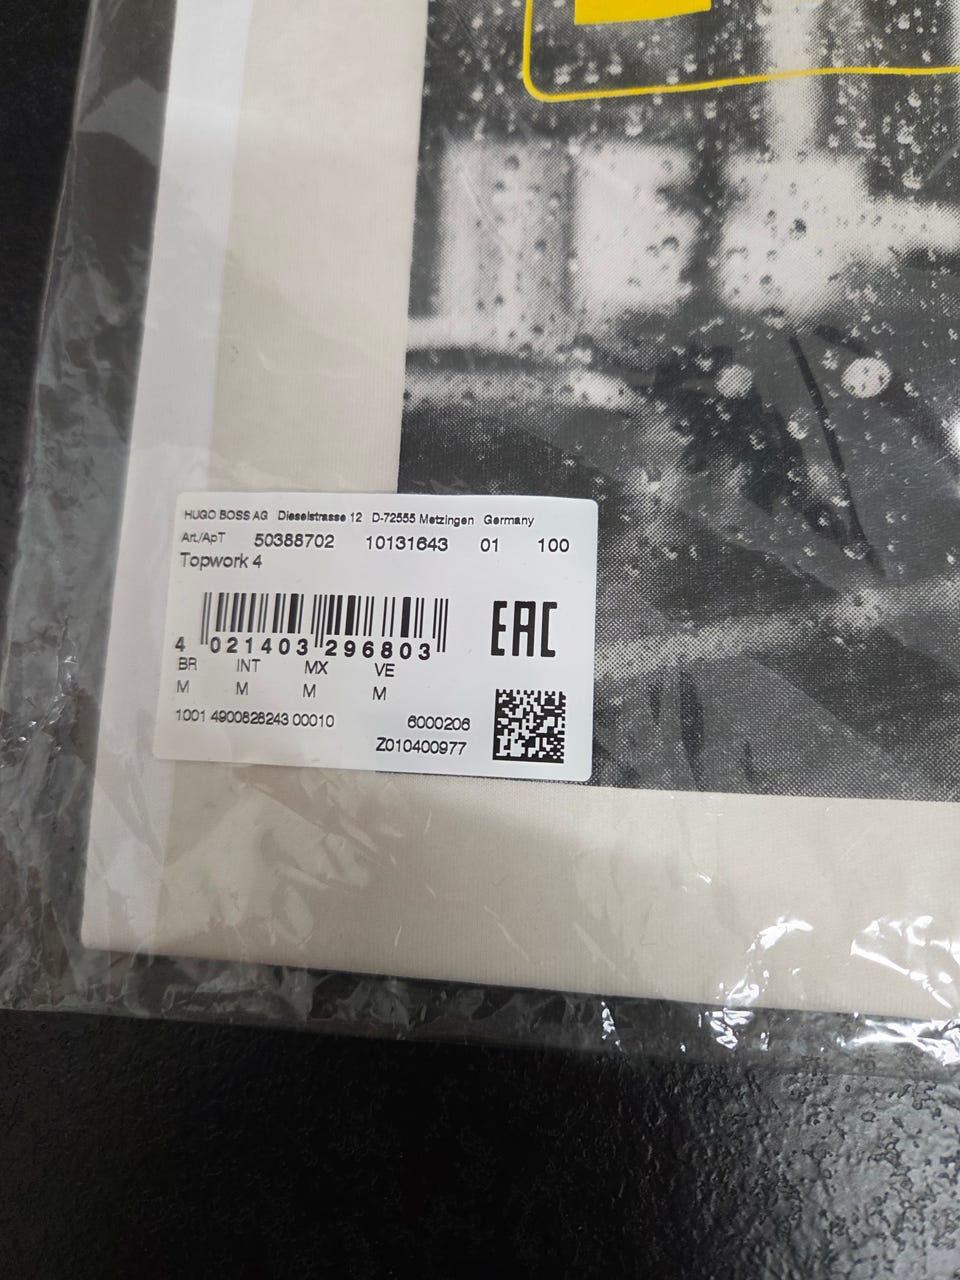 HUGO BOSS AG Dieselstrasse 12 D-72555 Metzingen Germany
Art./ApT 50388702 10131643 01 100
Topwork 4
4 021403 296803
EAC
BR INT MX VE
M M M M
1001 4900628243 00010 6000206
Z010400977